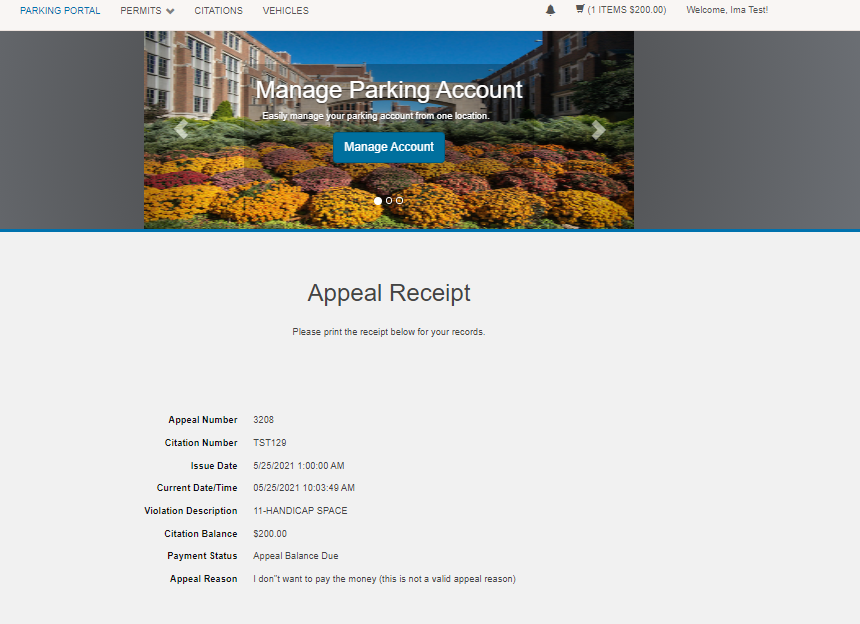 PARKING PORTAL PERMITS CITATIONS VEHICLES (1 ITEMS $200.00) Welcome, Ima Test!
Manage Parking Account
Easily manage your parking account from one location.
Manage Account
Appeal Receipt
Please print the receipt below for your records.
Appeal Number 3208
Citation Number TST129
Issue Date 5/25/2021 1:00:00 AM
Current Date/Time 05/25/2021 10:03:49 AM
Violation Description 11-HANDICAP SPACE
Citation Balance $200.00
Payment Status Appeal Balance Due
Appeal Reason I don"t want to pay the money (this is not a valid appeal reason)